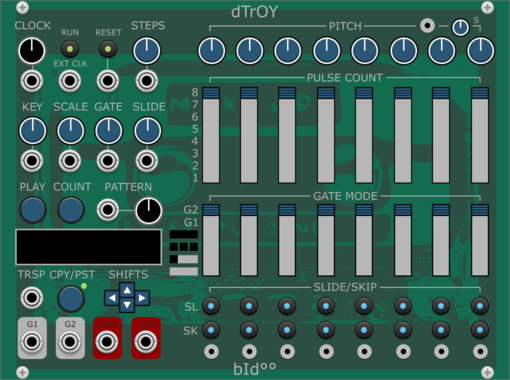 dTrOY
CLOCK RUN RESET STEPS
EXT CLK
PITCH S
PULSE COUNT
8
7
6
5
4
3
2
1
KEY SCALE GATE SLIDE
PLAY COUNT PATTERN
GATE MODE
G2
G1
TRSP CPY/PST SHIFTS
SLIDE/SKIP
SL
SK
G1 G2
bId°°